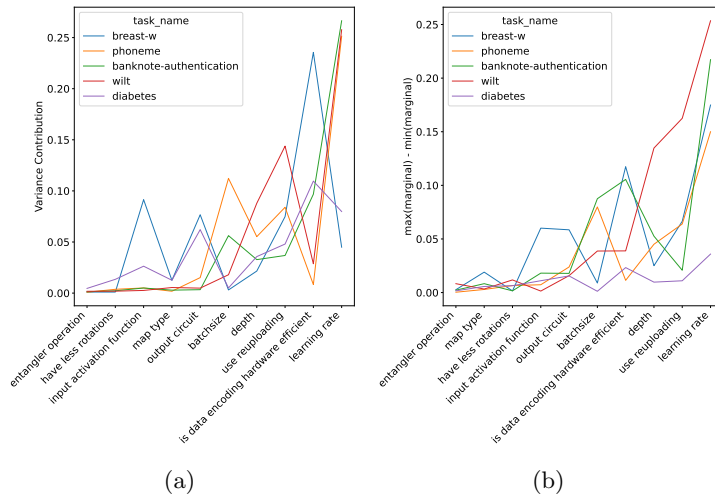 task_name
breast-w
phoneme
banknote-authentication
wilt
diabetes
0.25
0.20
0.15
0.10
0.05
0.00
Variance Contribution
entangler operation
have less rotations
input activation function
map type
output circuit
batchsize
depth
use reuploading
is data encoding hardware efficient
learning rate
(a)
task_name
breast-w
phoneme
banknote-authentication
wilt
diabetes
0.25
0.20
0.15
0.10
0.05
0.00
max(marginal) - min(marginal)
entangler operation
map type
have less rotations
input activation function
output circuit
batchsize
is data encoding hardware efficient
depth
use reuploading
learning rate
(b)